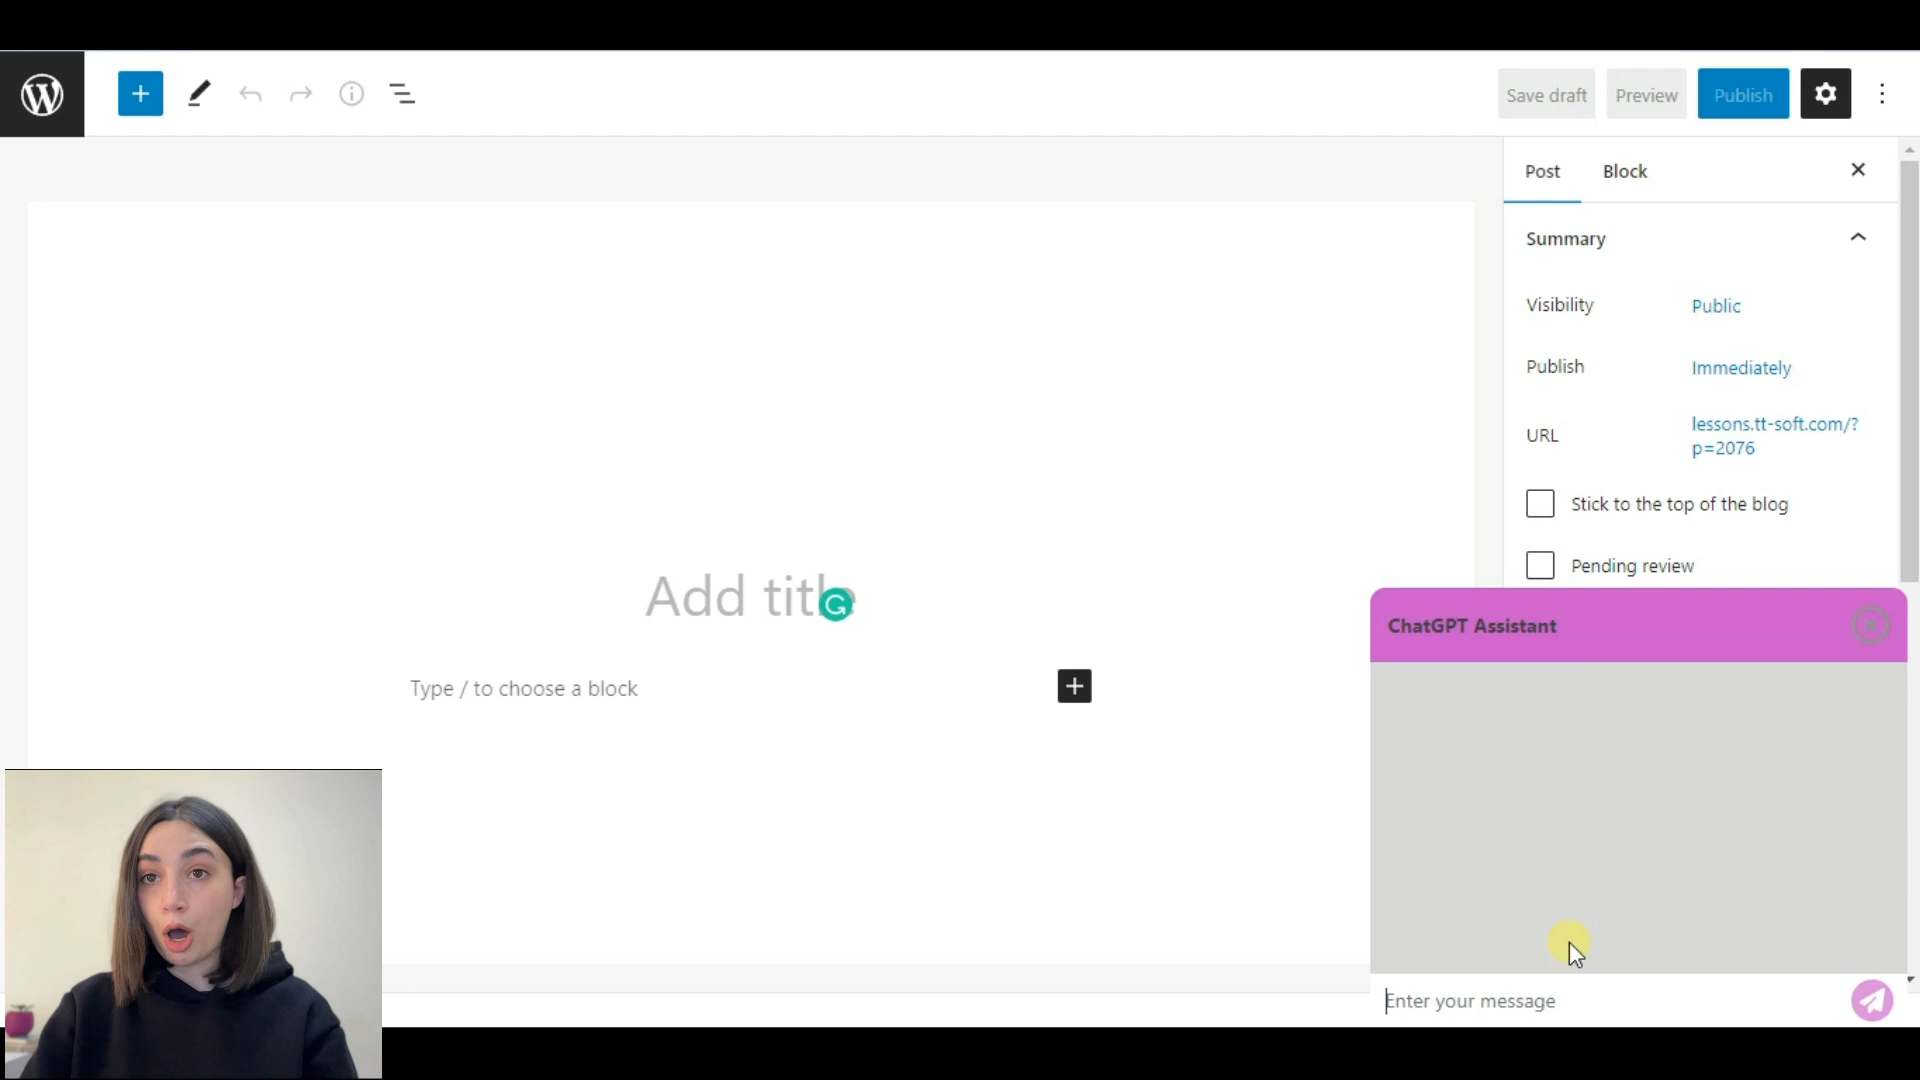 Save draft
Preview
Publish
Post
Block
Summary
Visibility
Public
Publish
Immediately
URL
lessons.tt-soft.com/?
p=2076
Stick to the top of the blog
Pending review
Add title
Type / to choose a block
ChatGPT Assistant
Enter your message